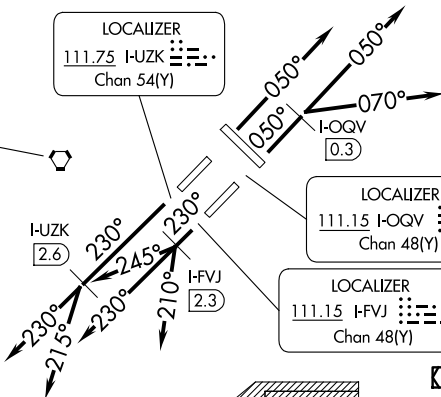 LOCALIZER
111.75 I-UZK
Chan 54(Y)
050°
050°
050°
070°
I-OQV
0.3
LOCALIZER
111.15 I-OQV
Chan 48(Y)
I-UZK
2.6
230°
230°
245°
I-FVJ
2.3
230°
215°
230°
210°
LOCALIZER
111.15 I-FVJ
Chan 48(Y)